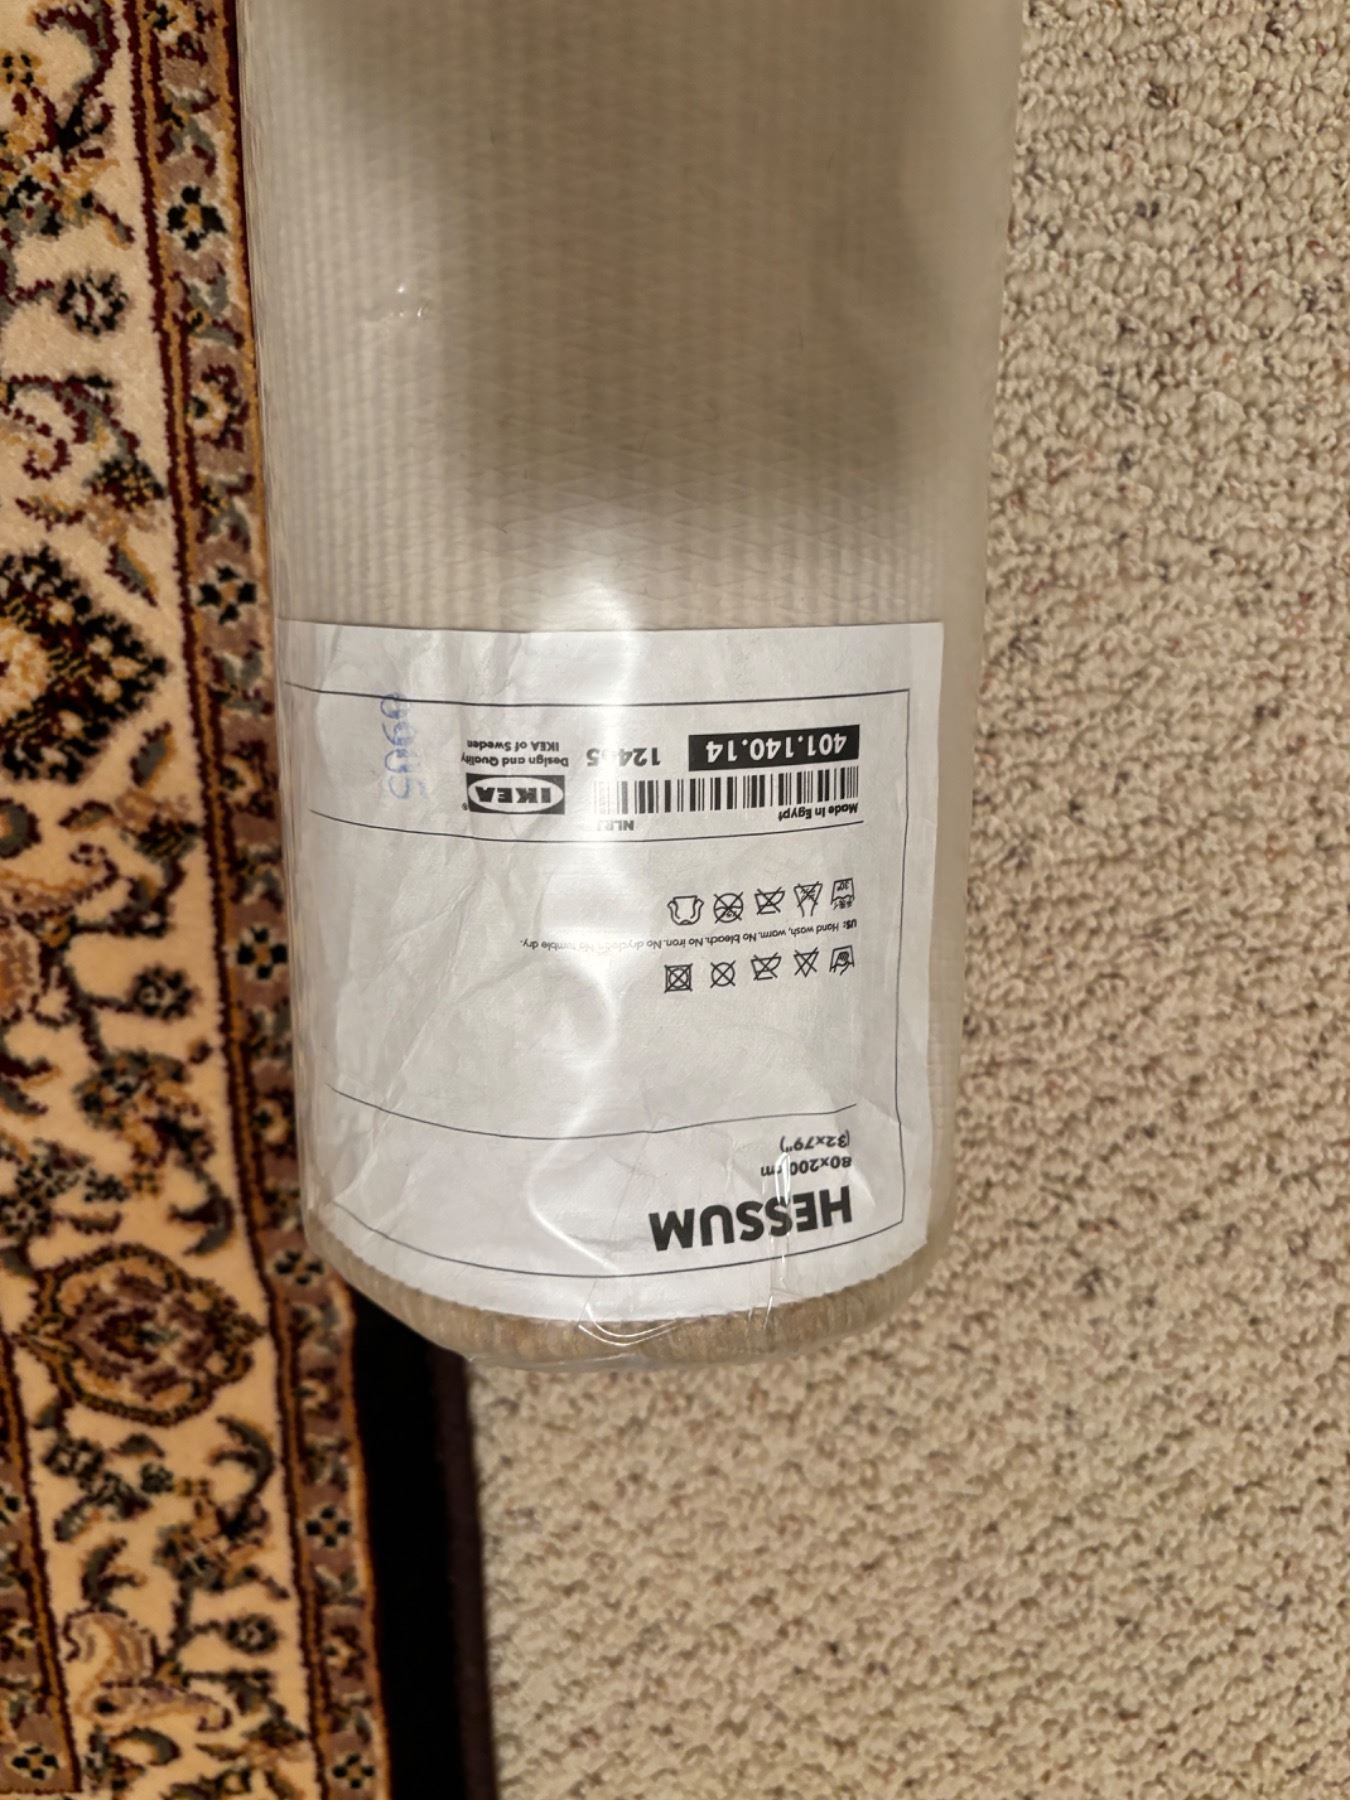 HESSUM
80x200 cm
(32x79")
US: Hand wash, warm. No bleach. No iron. No dryclean. No tumble dry.
30°
Made in Egypt
IKEA®
401.140.14
Design and Quality
IKEA of Sweden